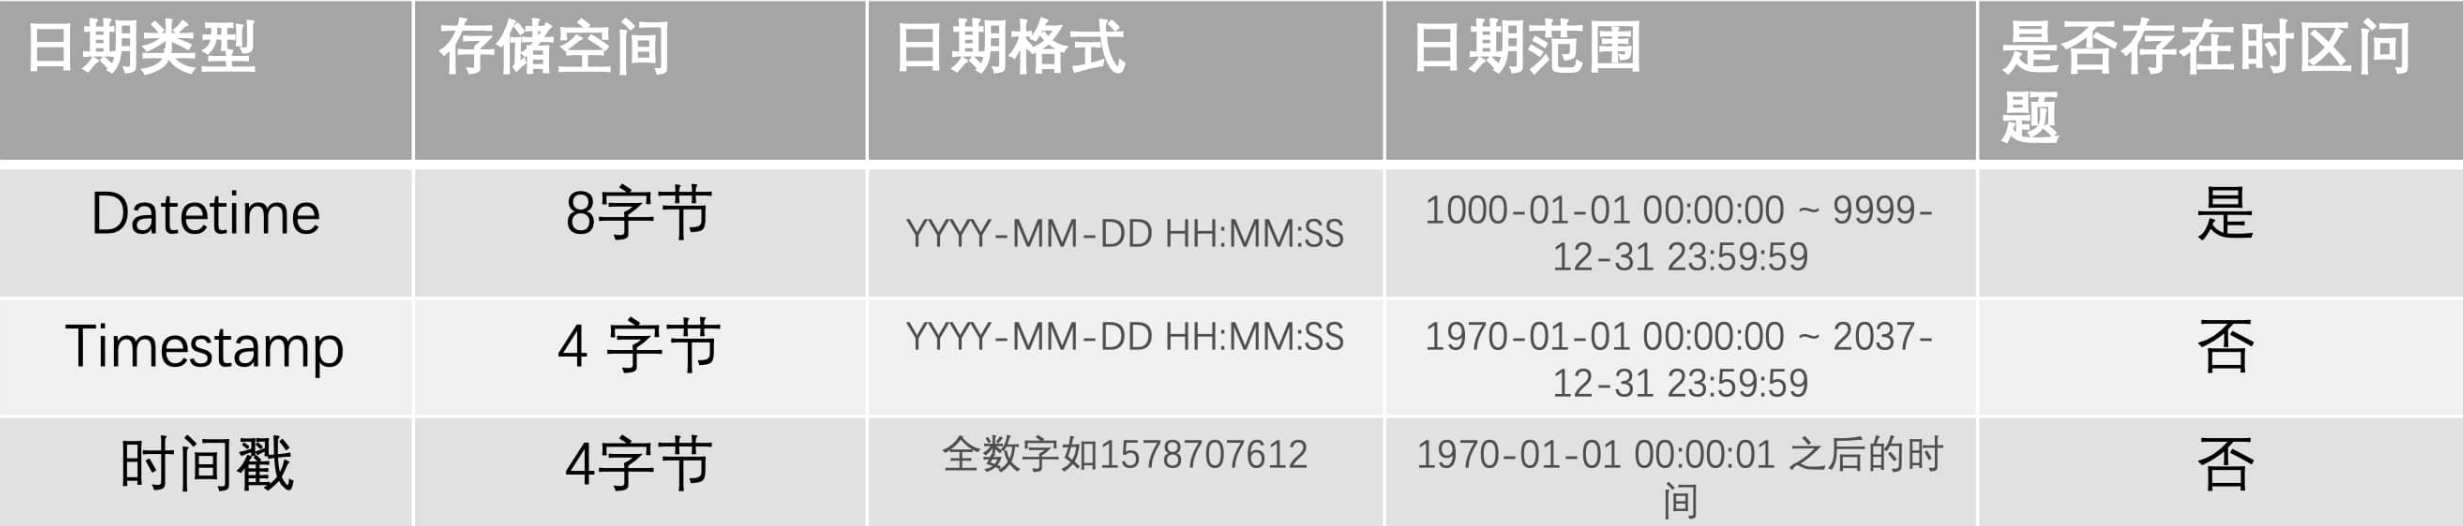 日期类型
存储空间
日期格式
日期范围
是否存在时区问
题
Datetime
8字节
YYYY-MM-DD HH:MM:SS
1000-01-01 00:00:00 ~ 9999-
12-31 23:59:59
是
Timestamp
4 字节
YYYY-MM-DD HH:MM:SS
1970-01-01 00:00:00 ~ 2037-
12-31 23:59:59
否
时间戳
4字节
全数字如1578707612
1970-01-01 00:00:01 之后的时
间
否